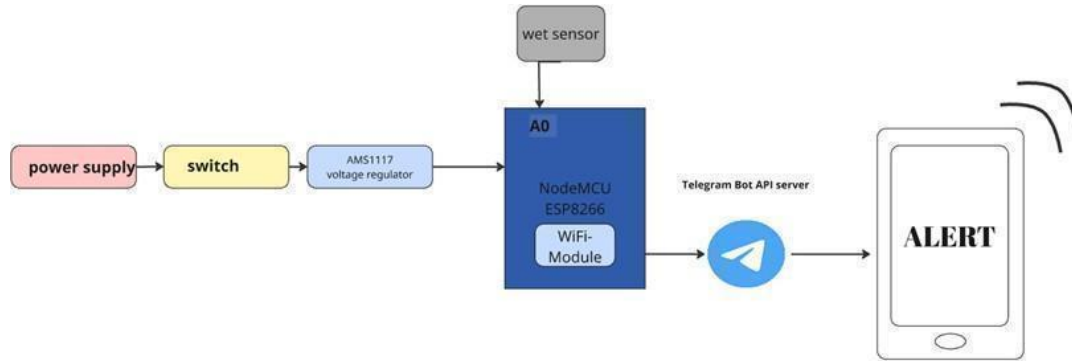 wet sensor
A0
power supply
switch
AMS1117
voltage regulator
NodeMCU
ESP8266
WiFi-
Module
Telegram Bot API server
ALERT